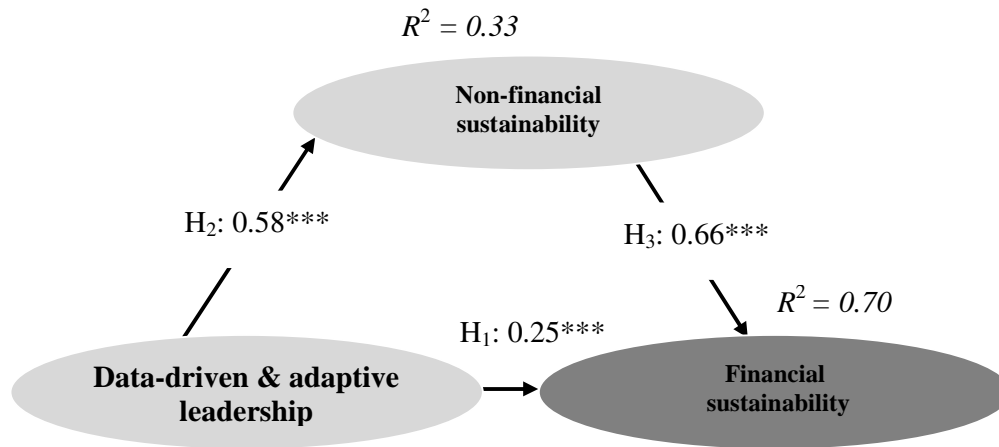 R² = 0.33
Non-financial
sustainability
H₂: 0.58***
H₃: 0.66***
R² = 0.70
H₁: 0.25***
Data-driven & adaptive
leadership
Financial
sustainability